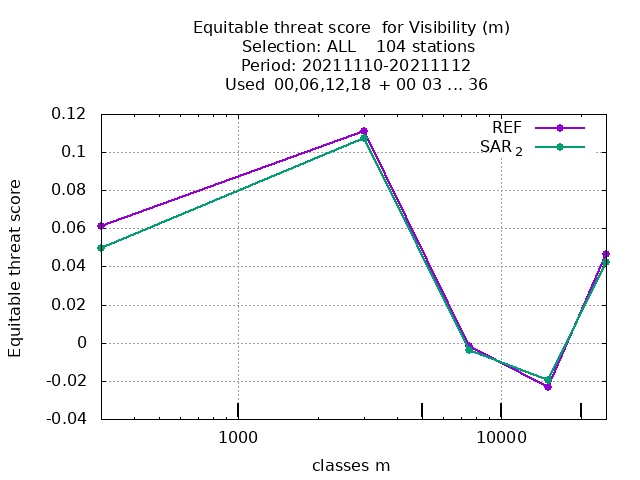 Equitable threat score  for Visibility (m)
Selection: ALL    104 stations
Period: 20211110-20211112
Used  00,06,12,18  + 00 03 ... 36
0.12
0.1
0.08
0.06
0.04
0.02
0
-0.02
-0.04
Equitable threat score
REF
SAR 2
1000
10000
classes m